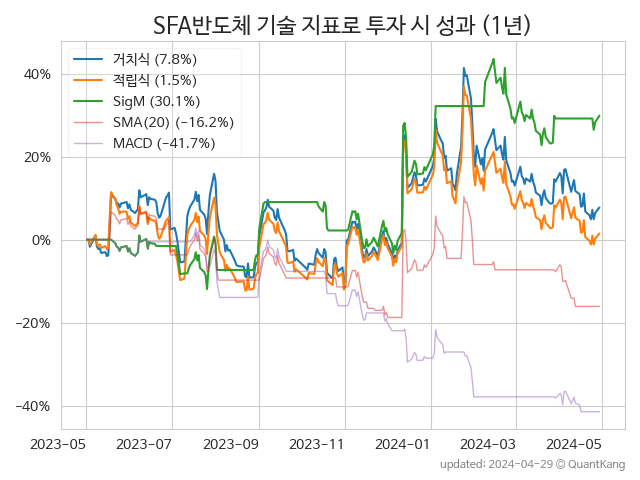 SFA반도체 기술 지표로 투자 시 성과 (1년)
거치식 (7.8%)
적립식 (1.5%)
SigM (30.1%)
SMA(20) (−16.2%)
MACD (−41.7%)
40%
20%
0%
−20%
−40%
2023-05 2023-07 2023-09 2023-11 2024-01 2024-03 2024-05
updated: 2024-04-29 © QuantKang